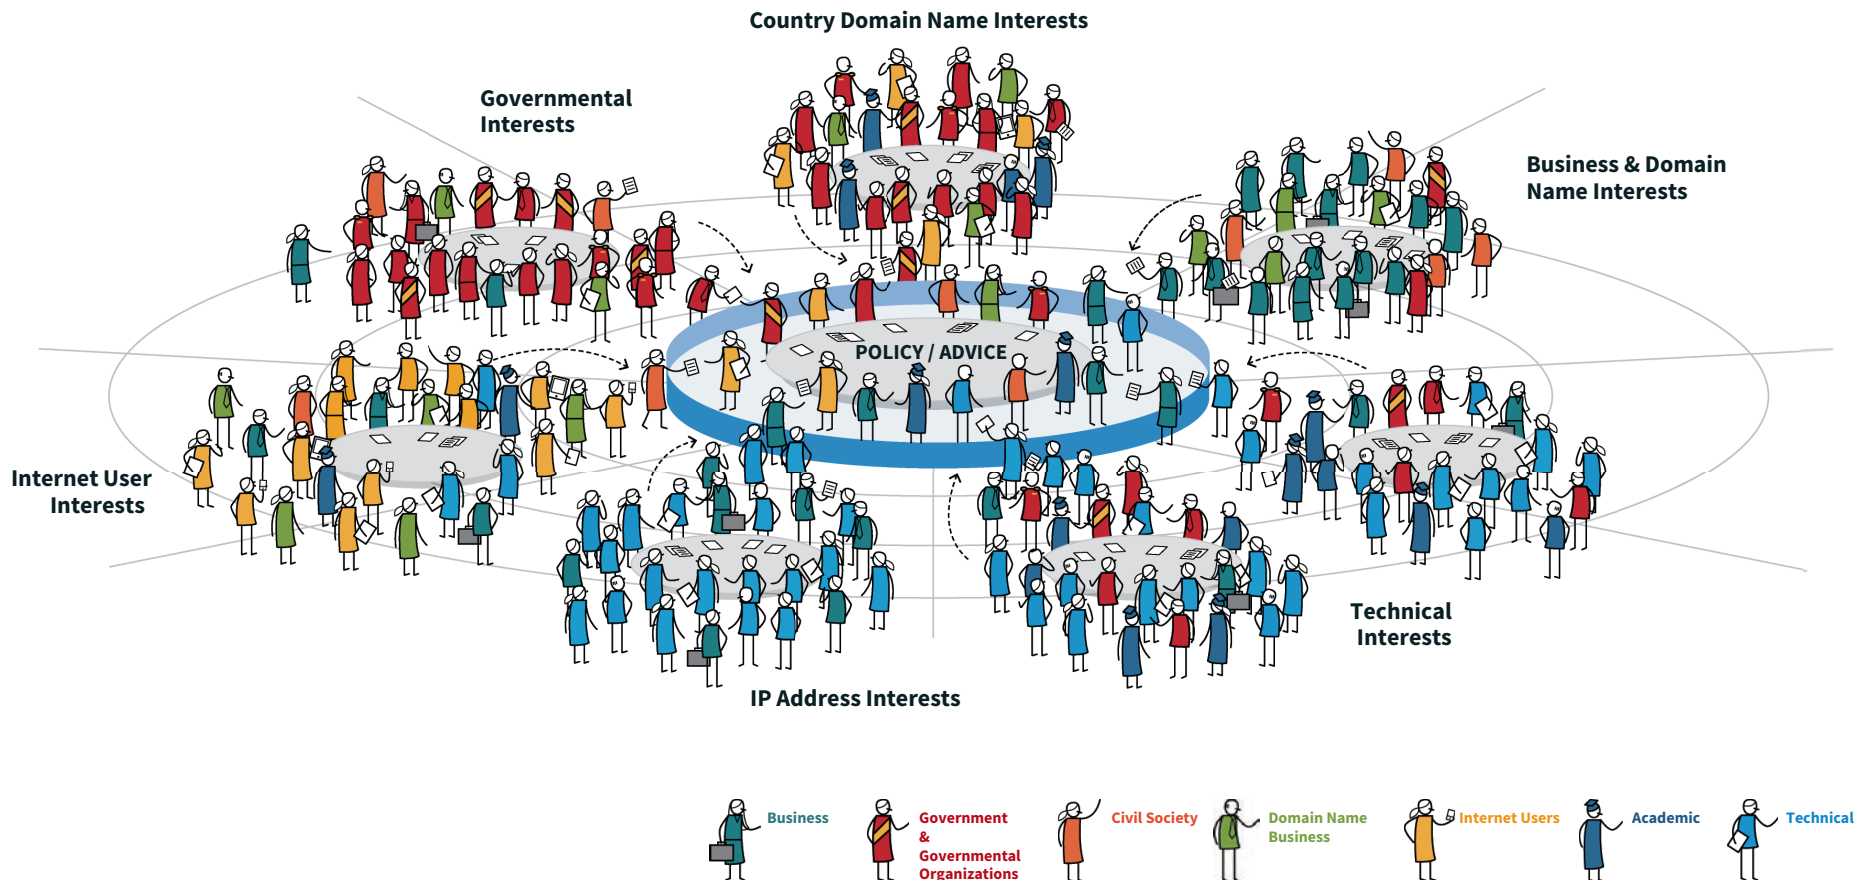 Country Domain Name Interests
Governmental
Interests
Business & Domain
Name Interests
POLICY / ADVICE
Internet User
Interests
Technical
Interests
IP Address Interests
Business
Government
&
Governmental
Organizations
Civil Society
Domain Name
Business
Internet Users
Academic
Technical